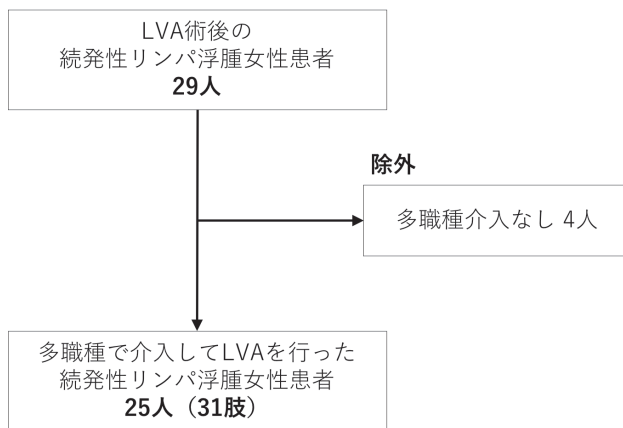 LVA術後の
続発性リンパ浮腫女性患者
29人
除外
多職種介入なし 4人
多職種で介入してLVAを行った
続発性リンパ浮腫女性患者
25人（31肢）